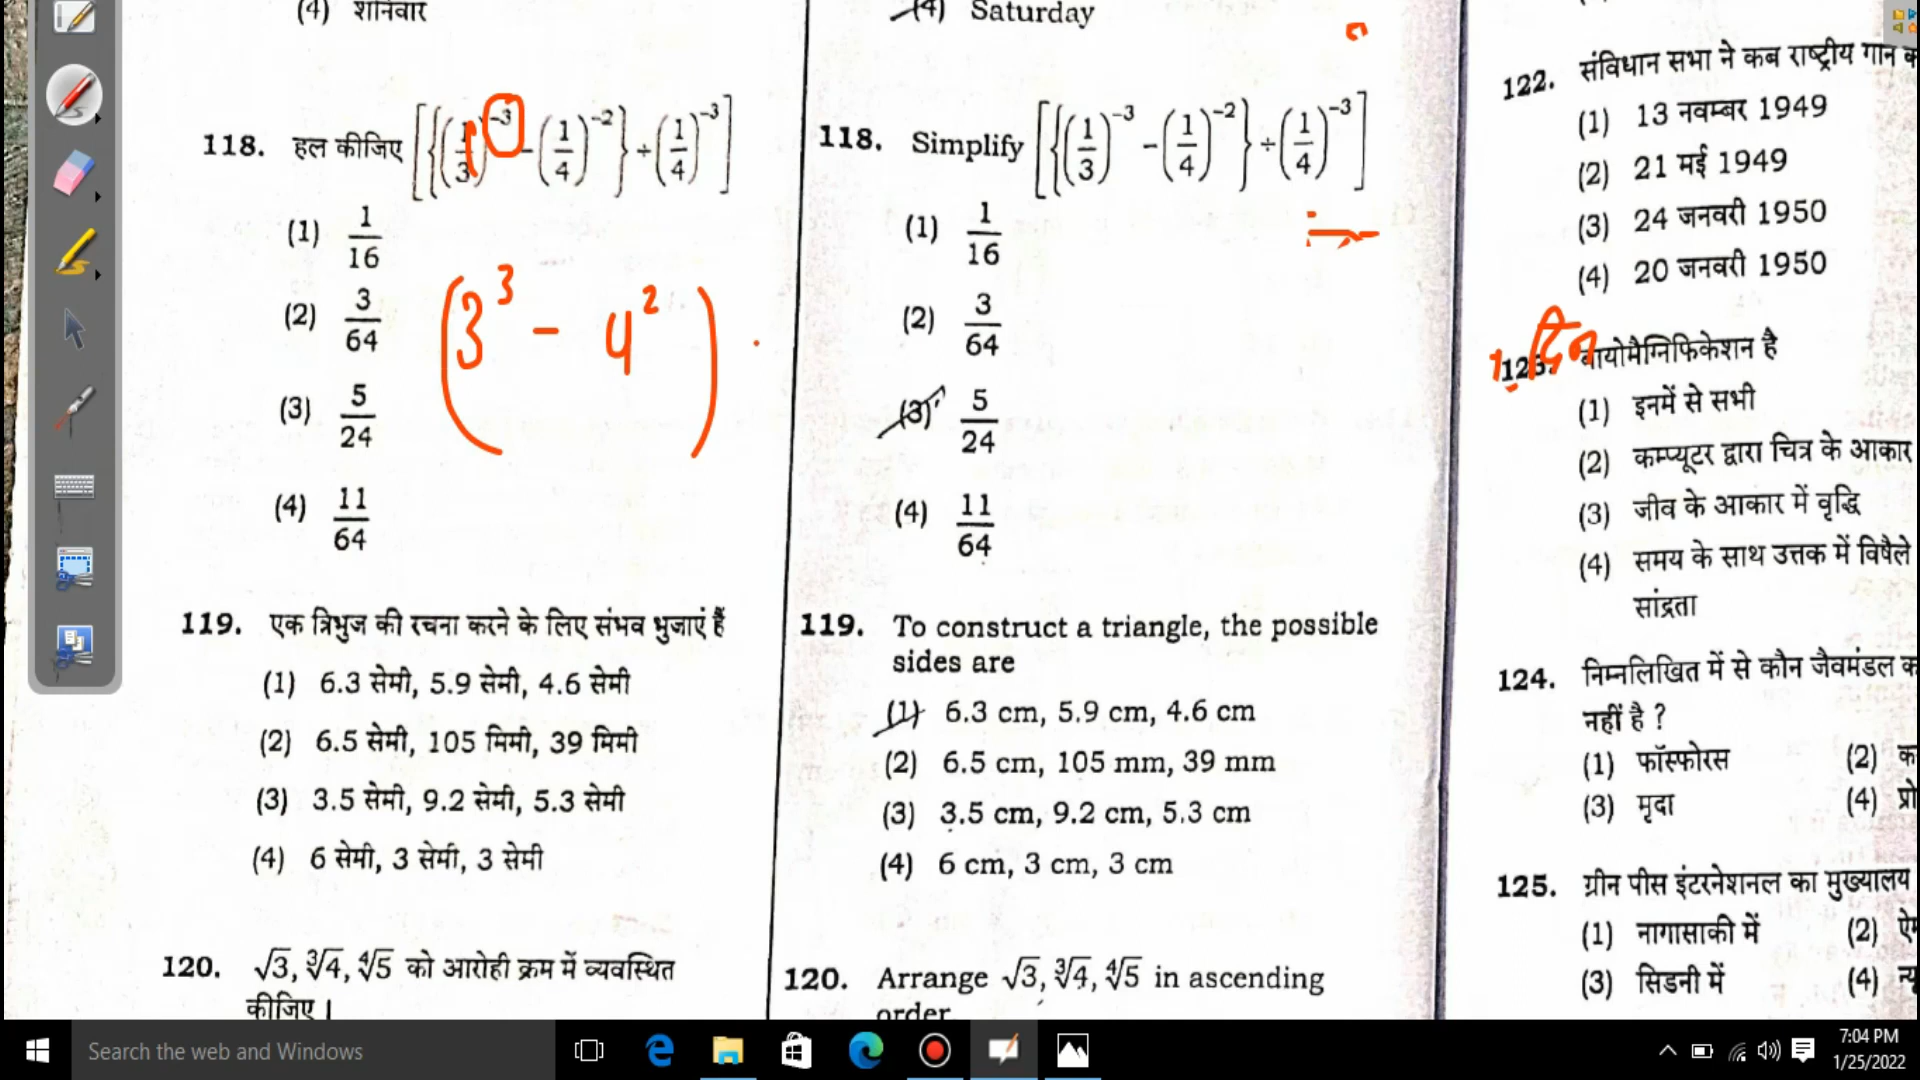 (4) शनिवार
118. हल कीजिए [{(1/3)^-3 - (1/4)^-2} ÷ (1/4)^-3]
(1) 1/16
(2) 3/64
(3) 5/24
(4) 11/64
(3^3 - 4^2)
119. एक त्रिभुज की रचना करने के लिए संभव भुजाएं हैं
(1) 6.3 सेमी, 5.9 सेमी, 4.6 सेमी
(2) 6.5 सेमी, 105 मिमी, 39 मिमी
(3) 3.5 सेमी, 9.2 सेमी, 5.3 सेमी
(4) 6 सेमी, 3 सेमी, 3 सेमी
120. √3, ∛4, ∜5 को आरोही क्रम में व्यवस्थित
कीजिए ।
(4) Saturday
118. Simplify [{(1/3)^-3 - (1/4)^-2} ÷ (1/4)^-3]
(1) 1/16
(2) 3/64
(3) 5/24
(4) 11/64
119. To construct a triangle, the possible
sides are
(1) 6.3 cm, 5.9 cm, 4.6 cm
(2) 6.5 cm, 105 mm, 39 mm
(3) 3.5 cm, 9.2 cm, 5.3 cm
(4) 6 cm, 3 cm, 3 cm
120. Arrange √3, ∛4, ∜5 in ascending
order.
122. संविधान सभा ने कब राष्ट्रीय गान
(1) 13 नवम्बर 1949
(2) 21 मई 1949
(3) 24 जनवरी 1950
(4) 20 जनवरी 1950
123. बायोमैग्निफिकेशन है
(1) इनमें से सभी
(2) कम्प्यूटर द्वारा चित्र के आकार
(3) जीव के आकार में वृद्धि
(4) समय के साथ उत्तक में विषैले
सांद्रता
124. निम्नलिखित में से कौन जैवमंडल
नहीं है ?
(1) फॉस्फोरस (2)
(3) मृदा (4)
125. ग्रीन पीस इंटरनेशनल का मुख्यालय
(1) नागासाकी में (2)
(3) सिडनी में (4)
Search the web and Windows
7:04 PM
1/25/2022